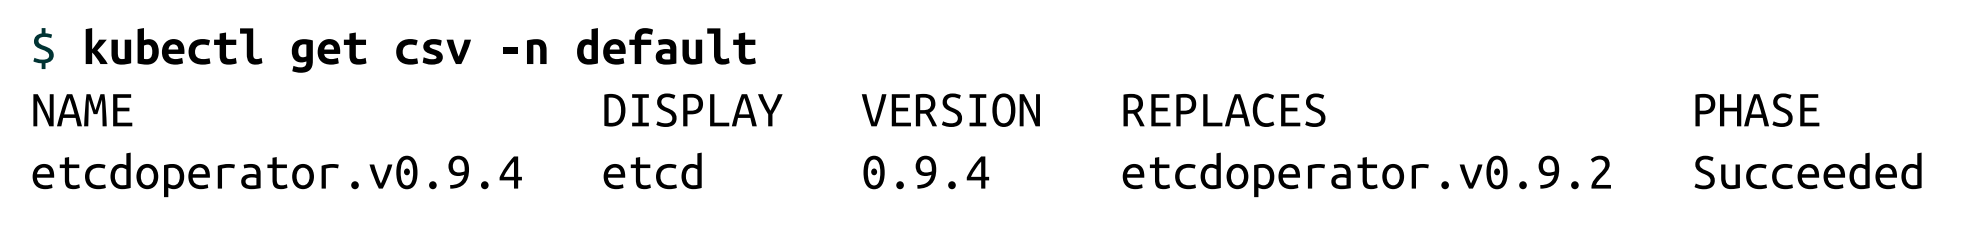 $ kubectl get csv -n default
NAME                  DISPLAY   VERSION   REPLACES              PHASE
etcdoperator.v0.9.4   etcd      0.9.4     etcdoperator.v0.9.2   Succeeded